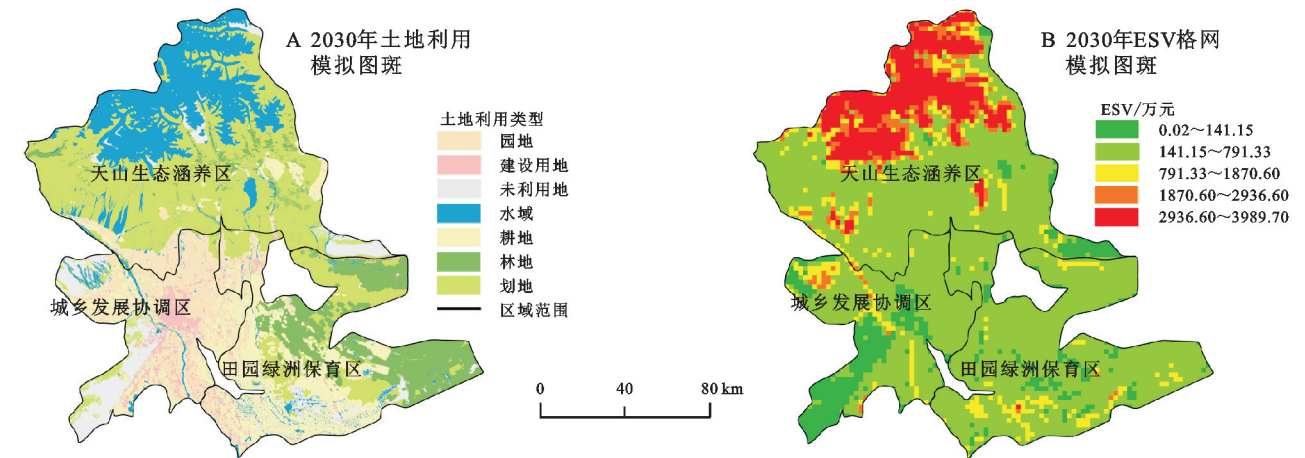 A 2030年土地利用
模拟图斑
土地利用类型
园地
建设用地
未利用地
水域
耕地
林地
划地
区域范围
天山生态涵养区
城乡发展协调区
田园绿洲保育区
0 40 80 km
B 2030年ESV格网
模拟图斑
ESV/万元
0.02～141.15
141.15～791.33
791.33～1870.60
1870.60～2936.60
2936.60～3989.70
天山生态涵养区
城乡发展协调区
田园绿洲保育区